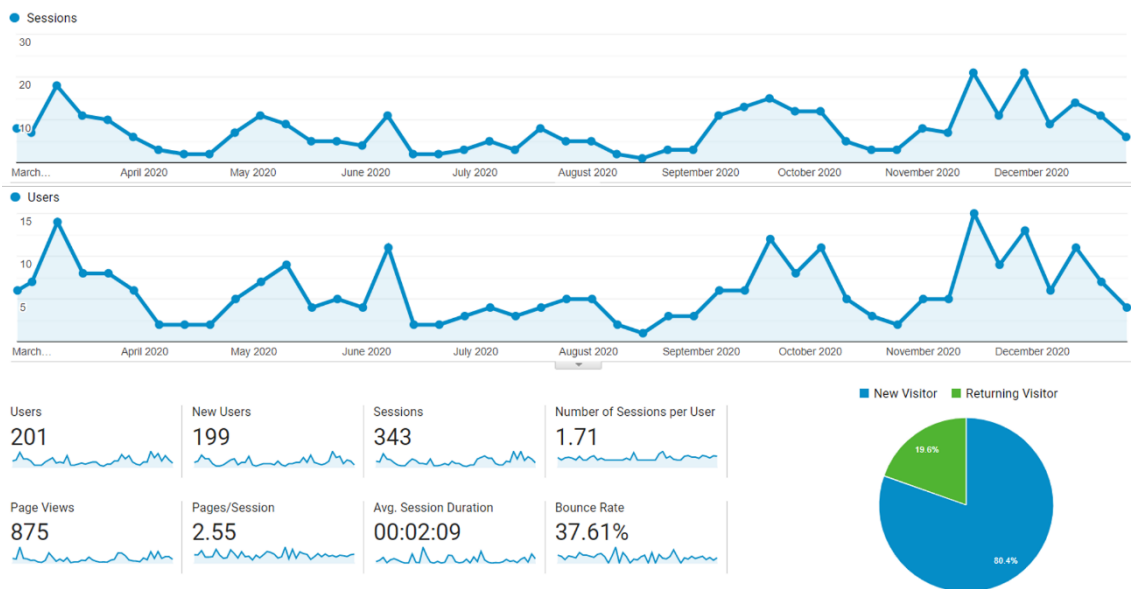 Sessions
30
20
10
March... April 2020 May 2020 June 2020 July 2020 August 2020 September 2020 October 2020 November 2020 December 2020
Users
15
10
5
March... April 2020 May 2020 June 2020 July 2020 August 2020 September 2020 October 2020 November 2020 December 2020
New Visitor Returning Visitor
Users New Users Sessions Number of Sessions per User
201 199 343 1.71
Page Views Pages/Session Avg. Session Duration Bounce Rate
875 2.55 00:02:09 37.61%
19.6%
80.4%